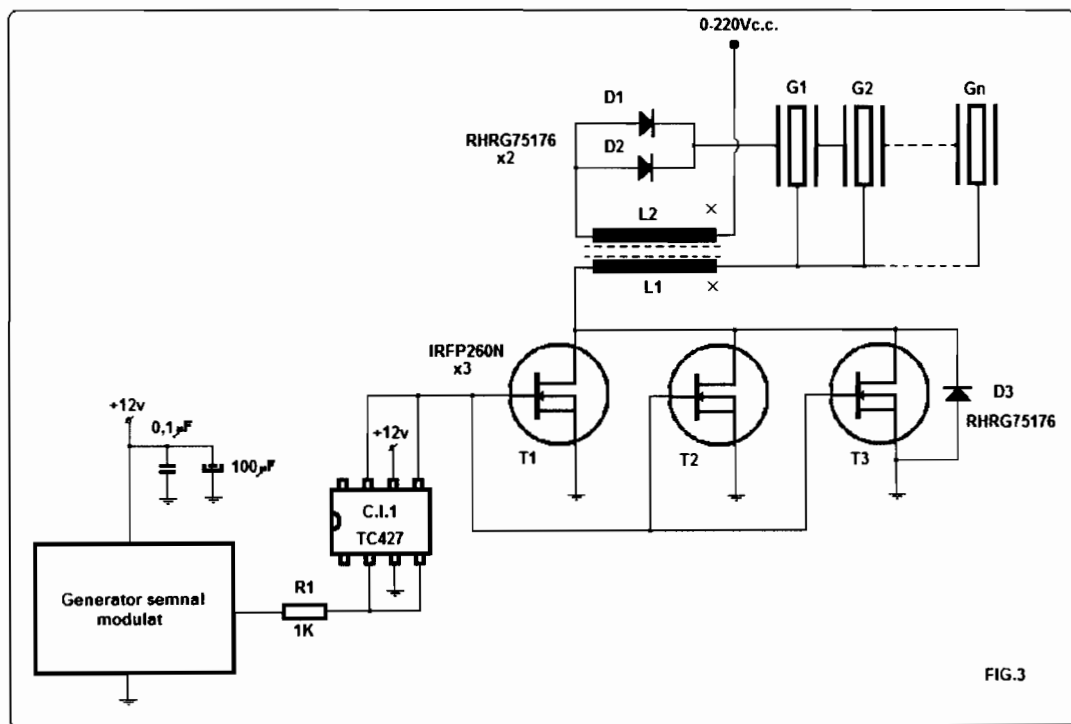 0-220Vc.c.
G1
G2
Gn
D1
RHRG75176
x2
D2
L2
×
L1
×
IRFP260N
x3
T1
T2
T3
D3
RHRG75176
+12v
0,1µF
100µF
+12v
C.I.1
TC427
Generator semnal
modulat
R1
1K
FIG.3